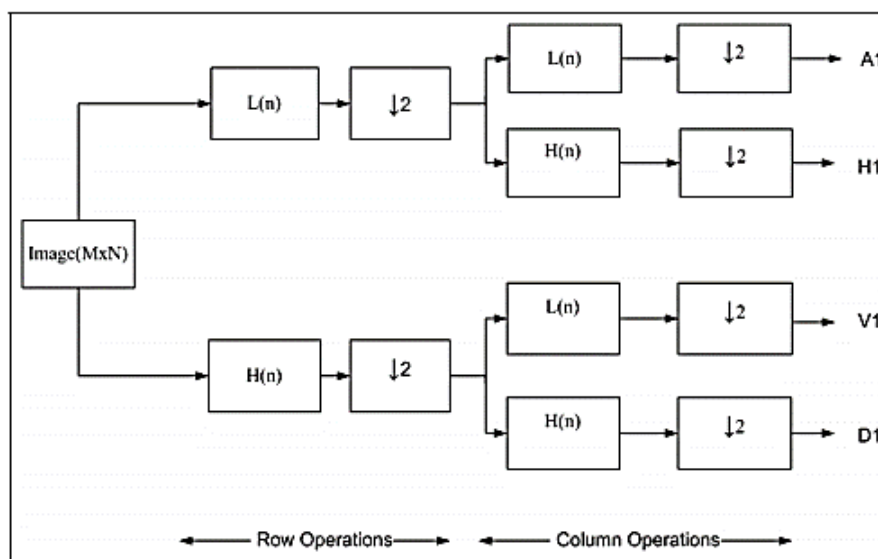 L(n)
↓2
A1
L(n)
↓2
H(n)
↓2
H1
Image(MxN)
L(n)
↓2
V1
H(n)
↓2
H(n)
↓2
D1
Row Operations
Column Operations